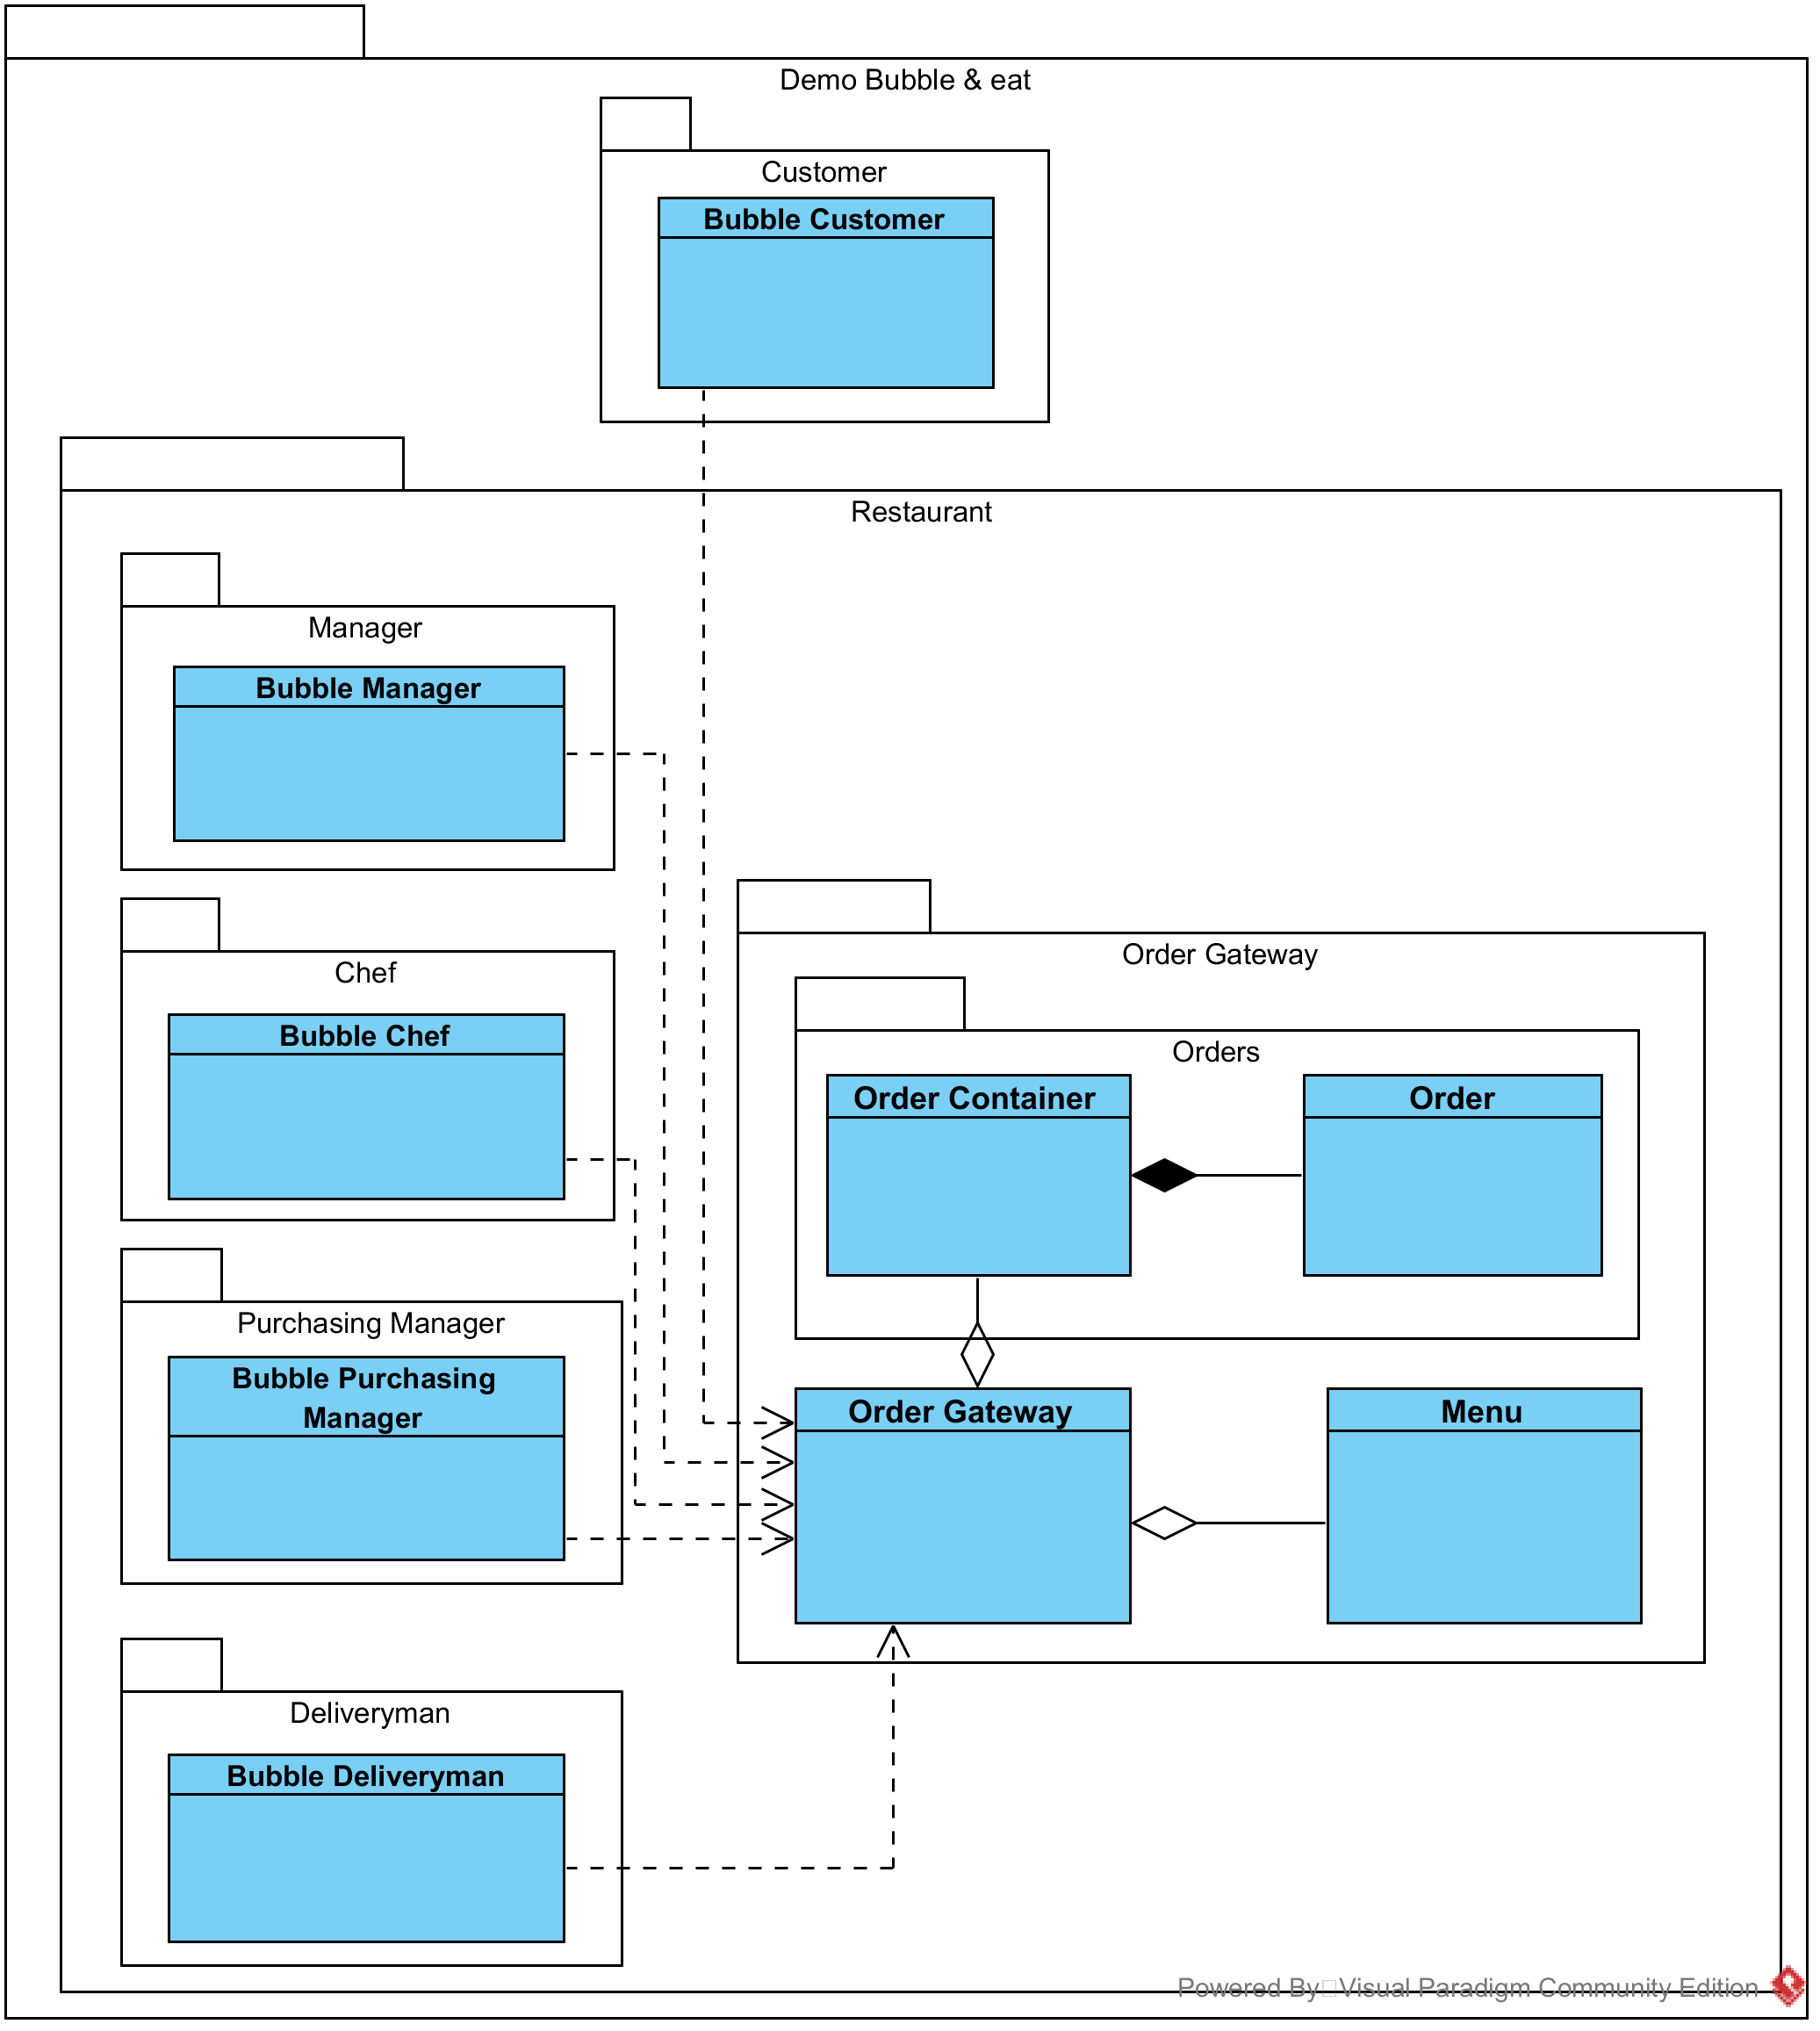 Demo Bubble & eat
Customer
Bubble Customer
Restaurant
Manager
Bubble Manager
Chef
Bubble Chef
Purchasing Manager
Bubble Purchasing
Manager
Deliveryman
Bubble Deliveryman
Order Gateway
Orders
Order Container
Order
Order Gateway
Menu
Powered By Visual Paradigm Community Edition